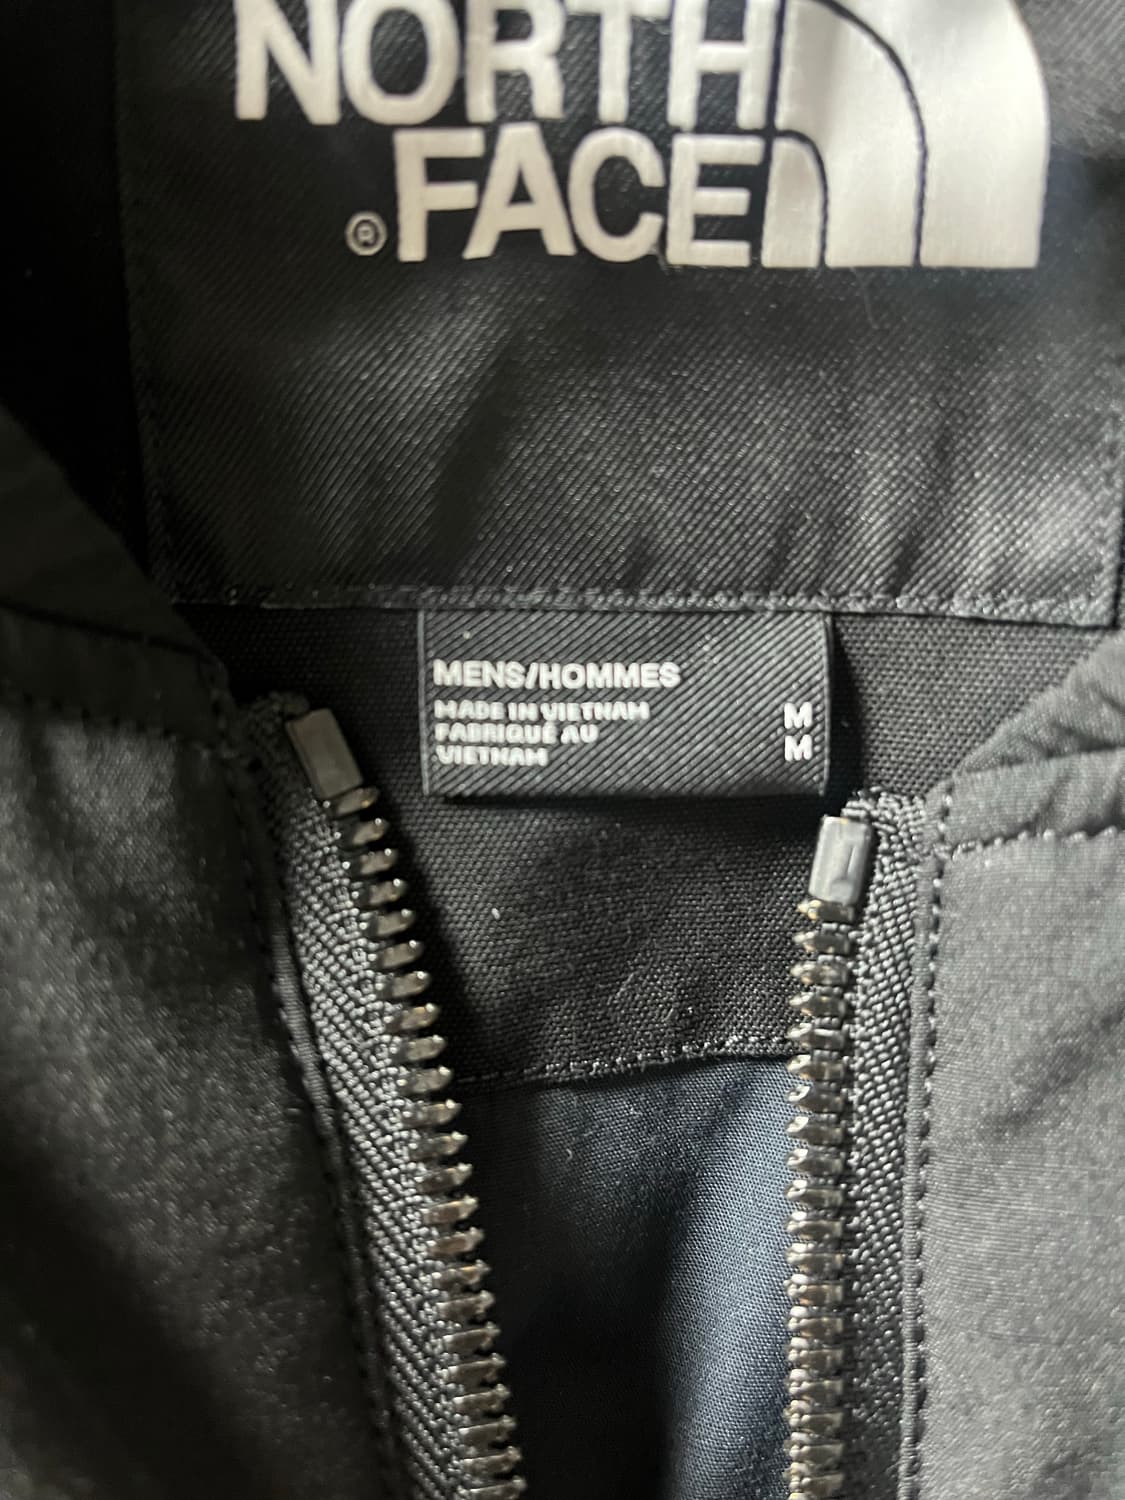 NORTH
FACE
®
MENS/HOMMES
MADE IN VIETNAM M
FABRIQUÉ AU M
VIETNAM